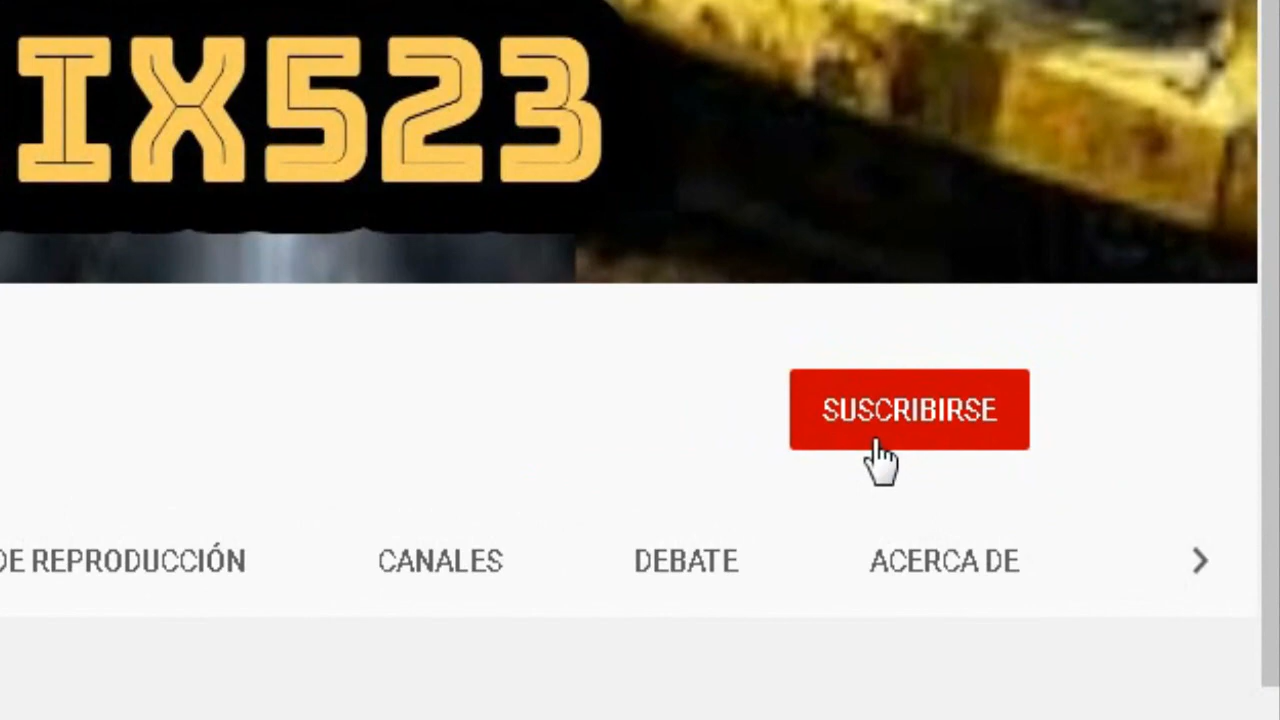 IX523
SUSCRIBIRSE
DE REPRODUCCIÓN CANALES DEBATE ACERCA DE